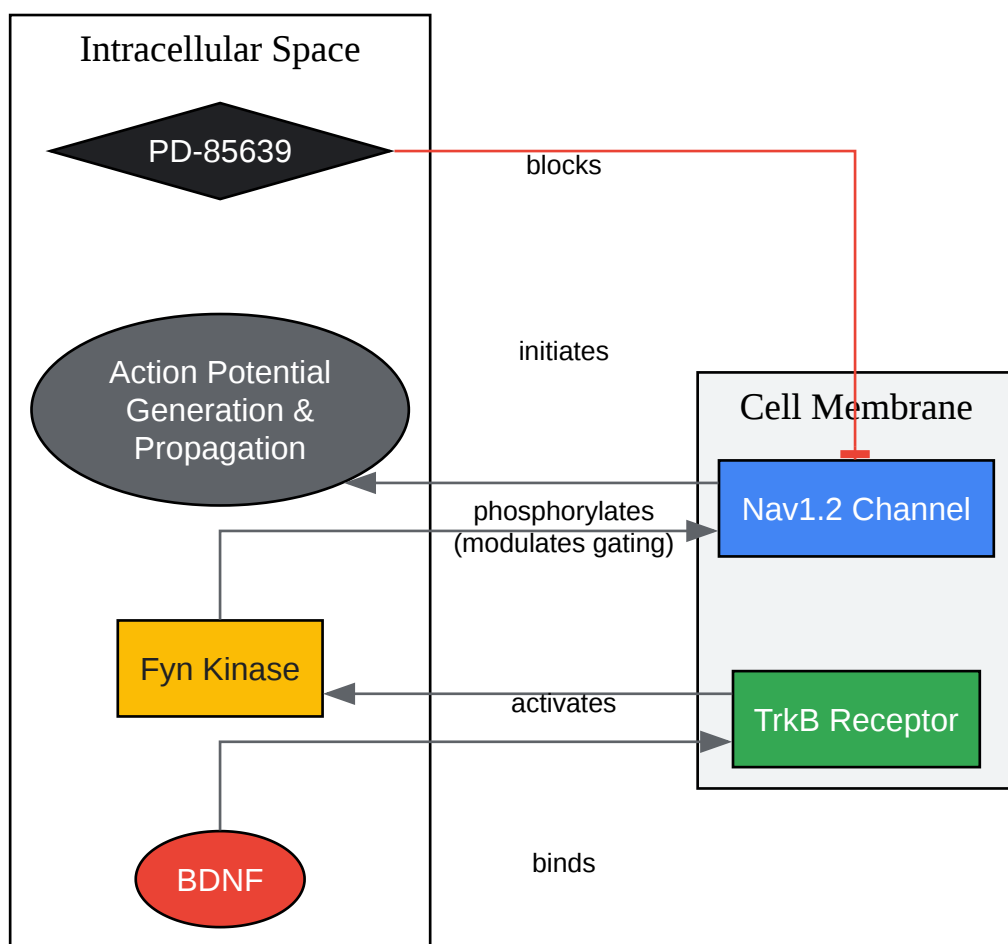 Intracellular Space
PD-85639
blocks
initiates
Action Potential
Generation &
Propagation
Cell Membrane
Nav1.2 Channel
phosphorylates
(modulates gating)
Fyn Kinase
activates
TrkB Receptor
binds
BDNF